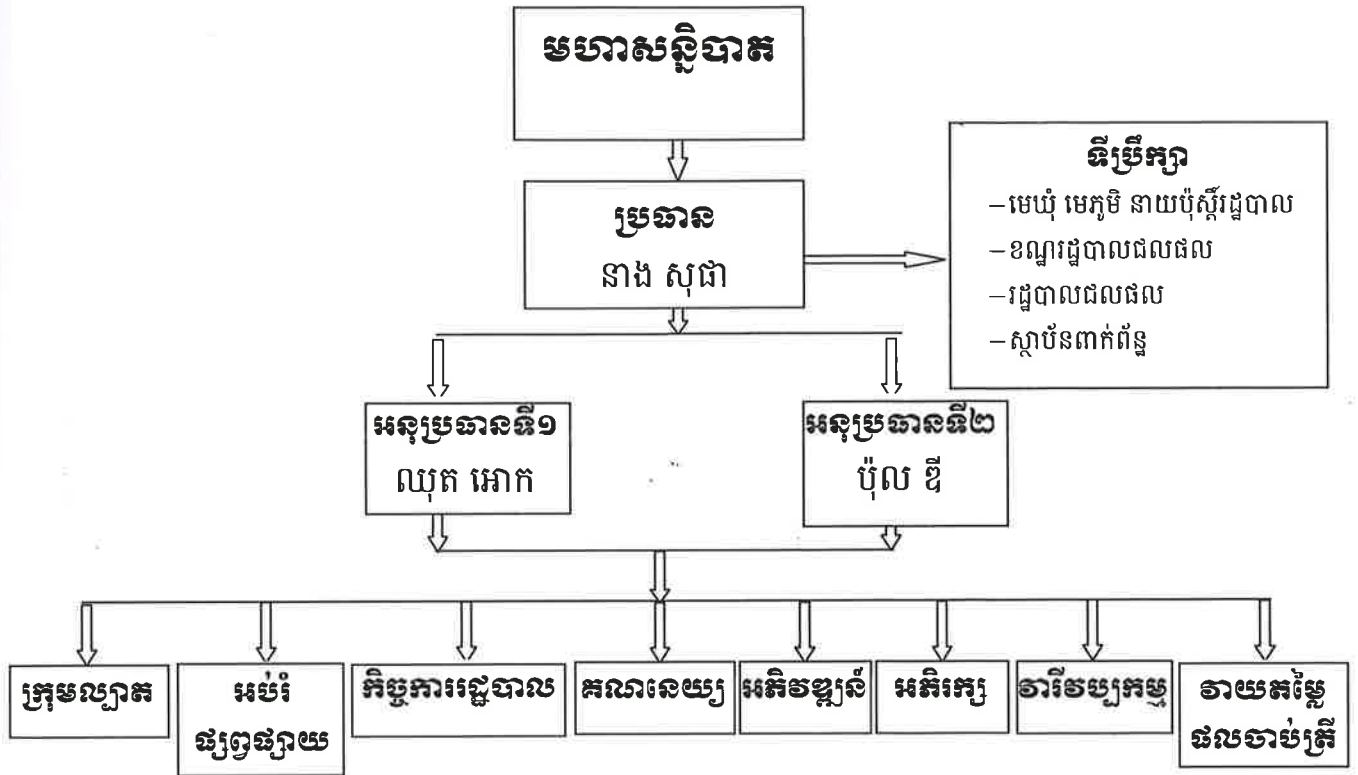 មហាសន្និបាត
ប្រធាន
នាង សុផា
ទីប្រឹក្សា
–មេឃុំ មេភូមិ នាយប៉ុស្តិ៍រដ្ឋបាល
–ខណ្ឌរដ្ឋបាលជលផល
–រដ្ឋបាលជលផល
–ស្ថាប័នពាក់ព័ន្ធ
អនុប្រធានទី១
ឈុត អោក
អនុប្រធានទី២
ប៉ុល ឌី
ក្រុមល្បាត
អប់រំ
ផ្សព្វផ្សាយ
កិច្ចការរដ្ឋបាល
គណនេយ្យ
អភិវឌ្ឍន៍
អភិរក្ស
វារីវប្បកម្ម
វាយតម្លៃ
ផលចាប់ត្រី